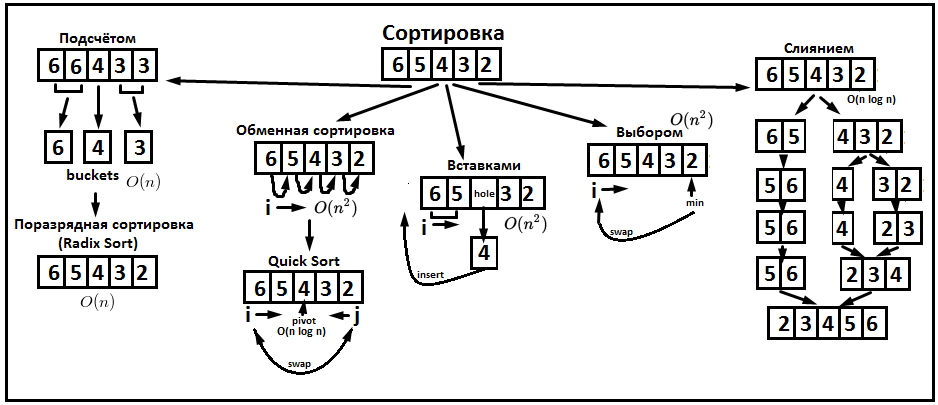 Сортировка
6 5 4 3 2
Подсчётом
6 6 4 3 3
6 4 3
buckets O(n)
Поразрядная сортировка
(Radix Sort)
6 5 4 3 2
O(n)
Обменная сортировка
6 5 4 3 2
i O(n²)
Quick Sort
6 5 4 3 2
i pivot j
O(n log n)
swap
Вставками
6 5 hole 3 2
i O(n²)
4
insert
O(n²)
Выбором
6 5 4 3 2
i min
swap
Слиянием
6 5 4 3 2
O(n log n)
6 5 4 3 2
5 6 4 3 2
5 6 4 2 3
5 6 2 3 4
2 3 4 5 6